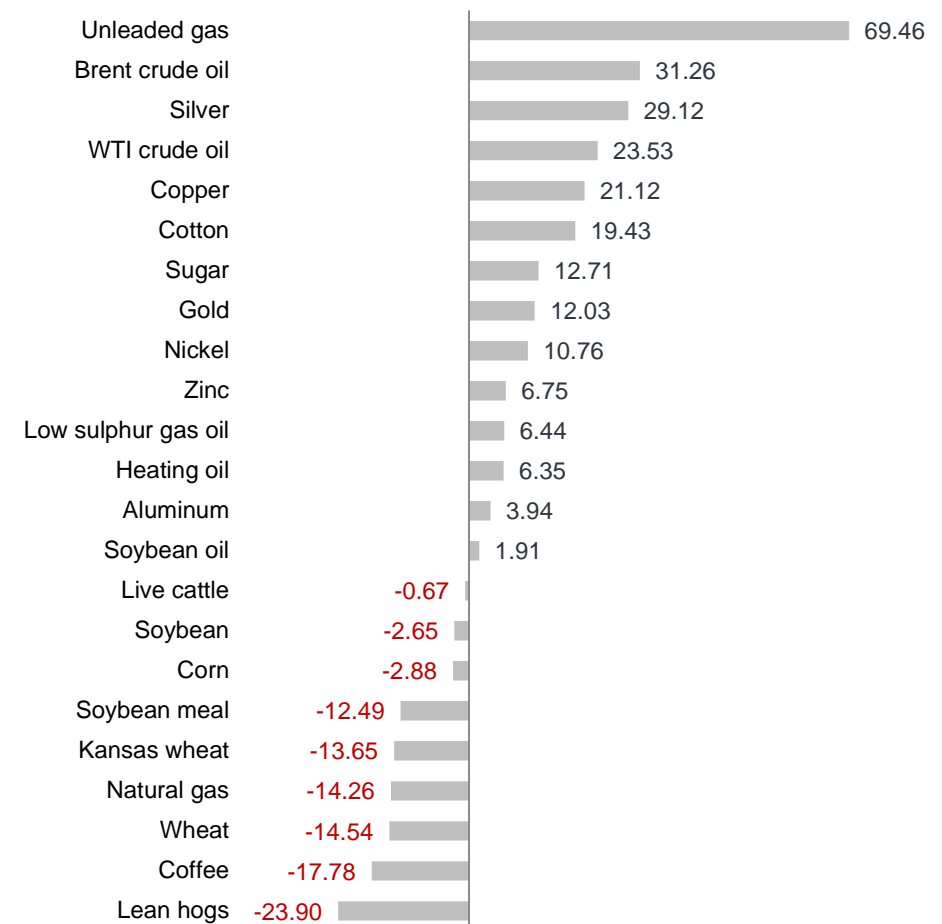 Unleaded gas 69.46
Brent crude oil 31.26
Silver 29.12
WTI crude oil 23.53
Copper 21.12
Cotton 19.43
Sugar 12.71
Gold 12.03
Nickel 10.76
Zinc 6.75
Low sulphur gas oil 6.44
Heating oil 6.35
Aluminum 3.94
Soybean oil 1.91
Live cattle -0.67
Soybean -2.65
Corn -2.88
Soybean meal -12.49
Kansas wheat -13.65
Natural gas -14.26
Wheat -14.54
Coffee -17.78
Lean hogs -23.90